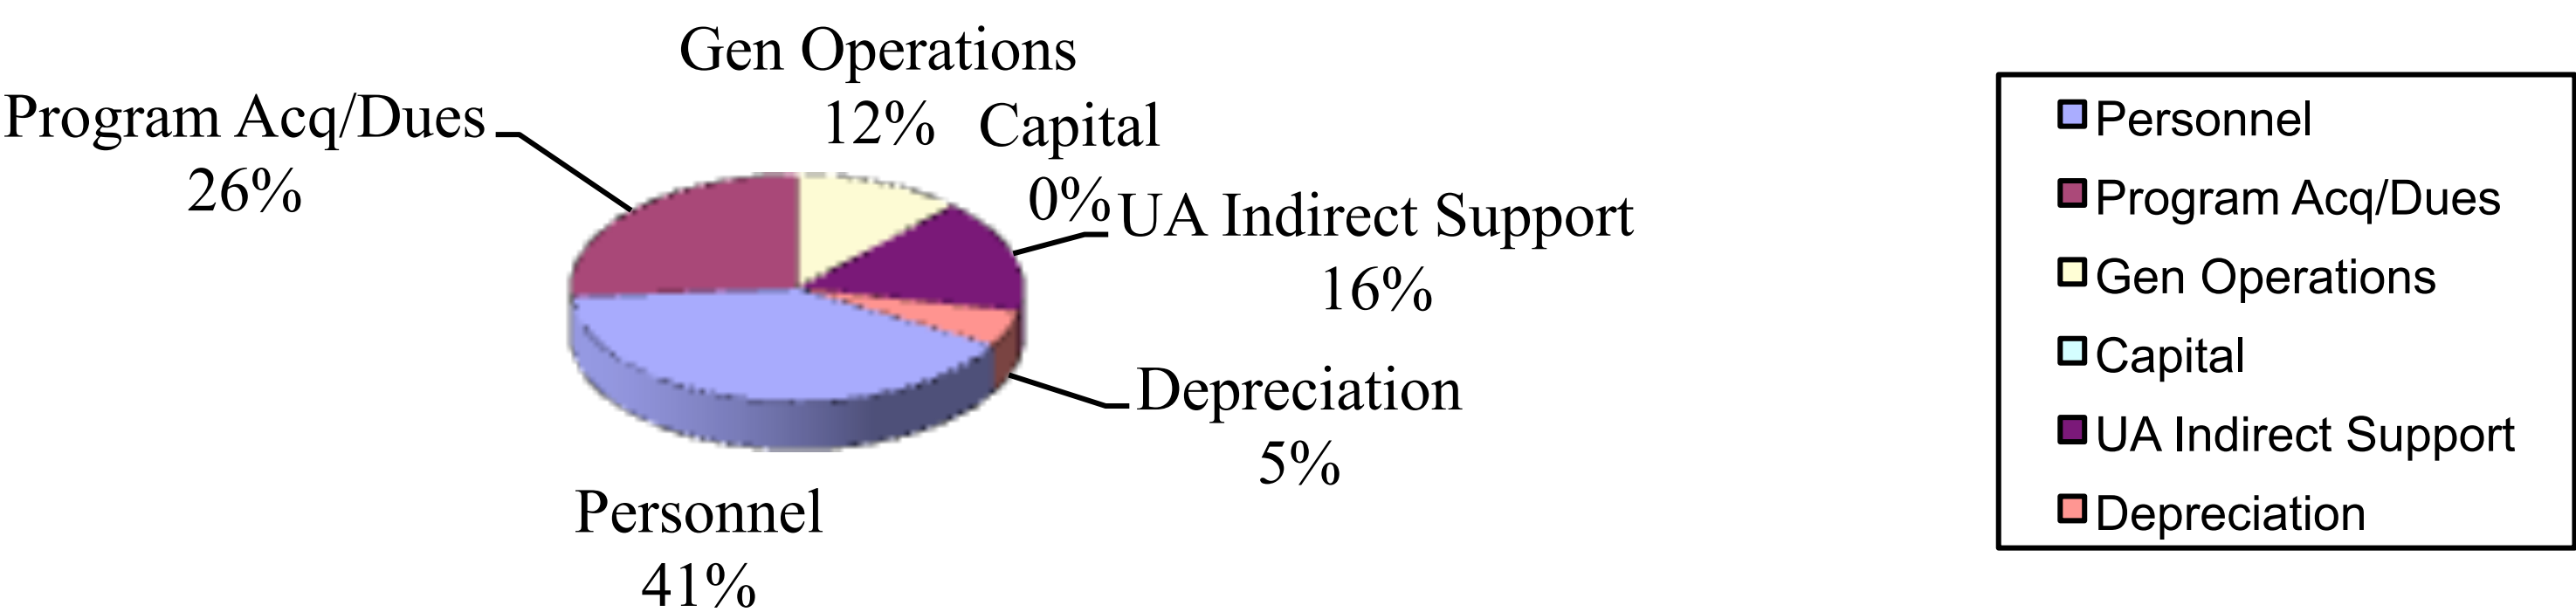 Gen Operations
12%
Capital
0%
Program Acq/Dues
26%
UA Indirect Support
16%
Depreciation
5%
Personnel
41%
Personnel
Program Acq/Dues
Gen Operations
Capital
UA Indirect Support
Depreciation